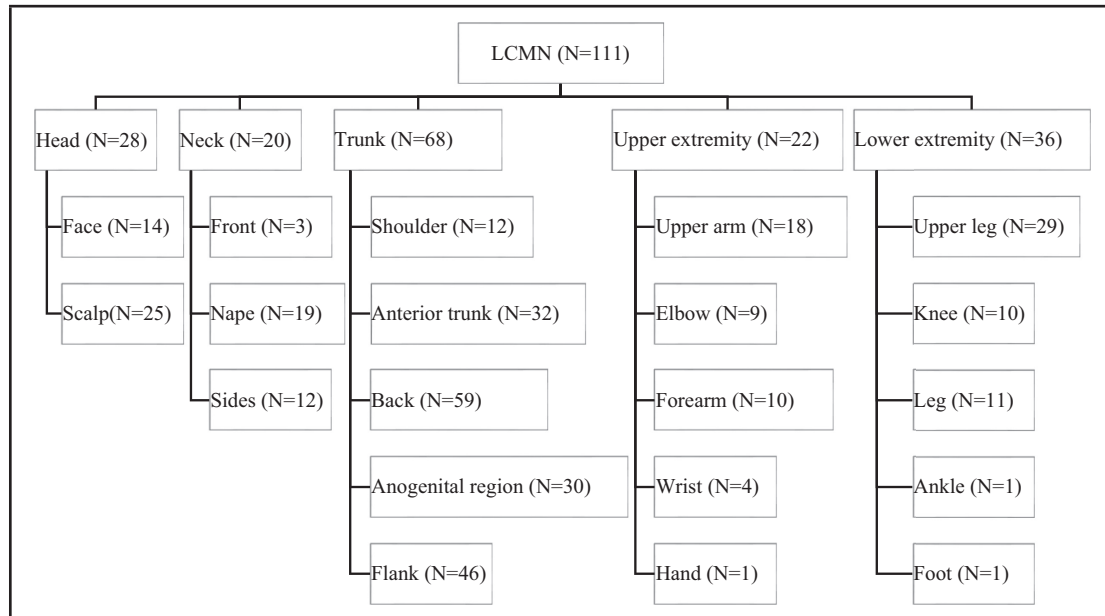 LCMN (N=111)
Head (N=28)
Neck (N=20)
Trunk (N=68)
Upper extremity (N=22)
Lower extremity (N=36)
Face (N=14)
Front (N=3)
Shoulder (N=12)
Upper arm (N=18)
Upper leg (N=29)
Scalp(N=25)
Nape (N=19)
Anterior trunk (N=32)
Elbow (N=9)
Knee (N=10)
Sides (N=12)
Back (N=59)
Forearm (N=10)
Leg (N=11)
Anogenital region (N=30)
Wrist (N=4)
Ankle (N=1)
Flank (N=46)
Hand (N=1)
Foot (N=1)